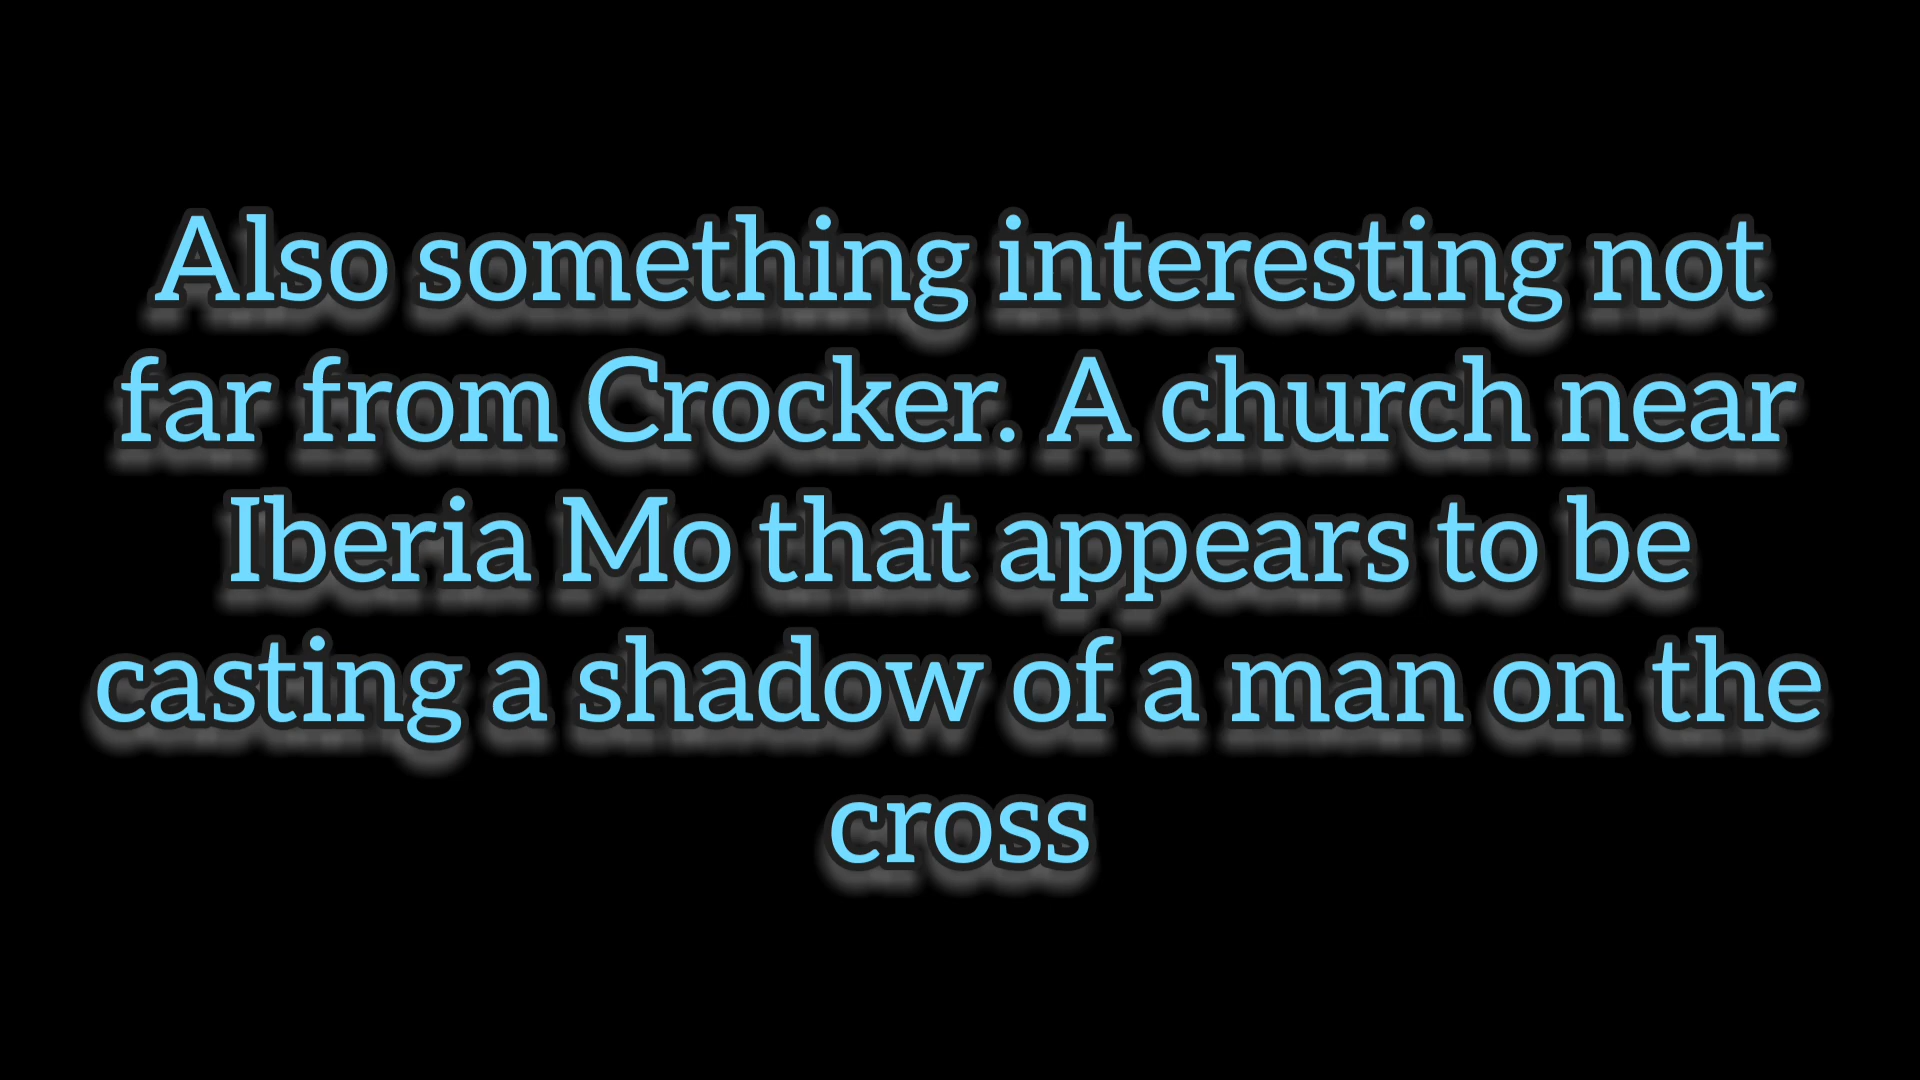 Also something interesting not
far from Crocker. A church near
Iberia Mo that appears to be
casting a shadow of a man on the
cross